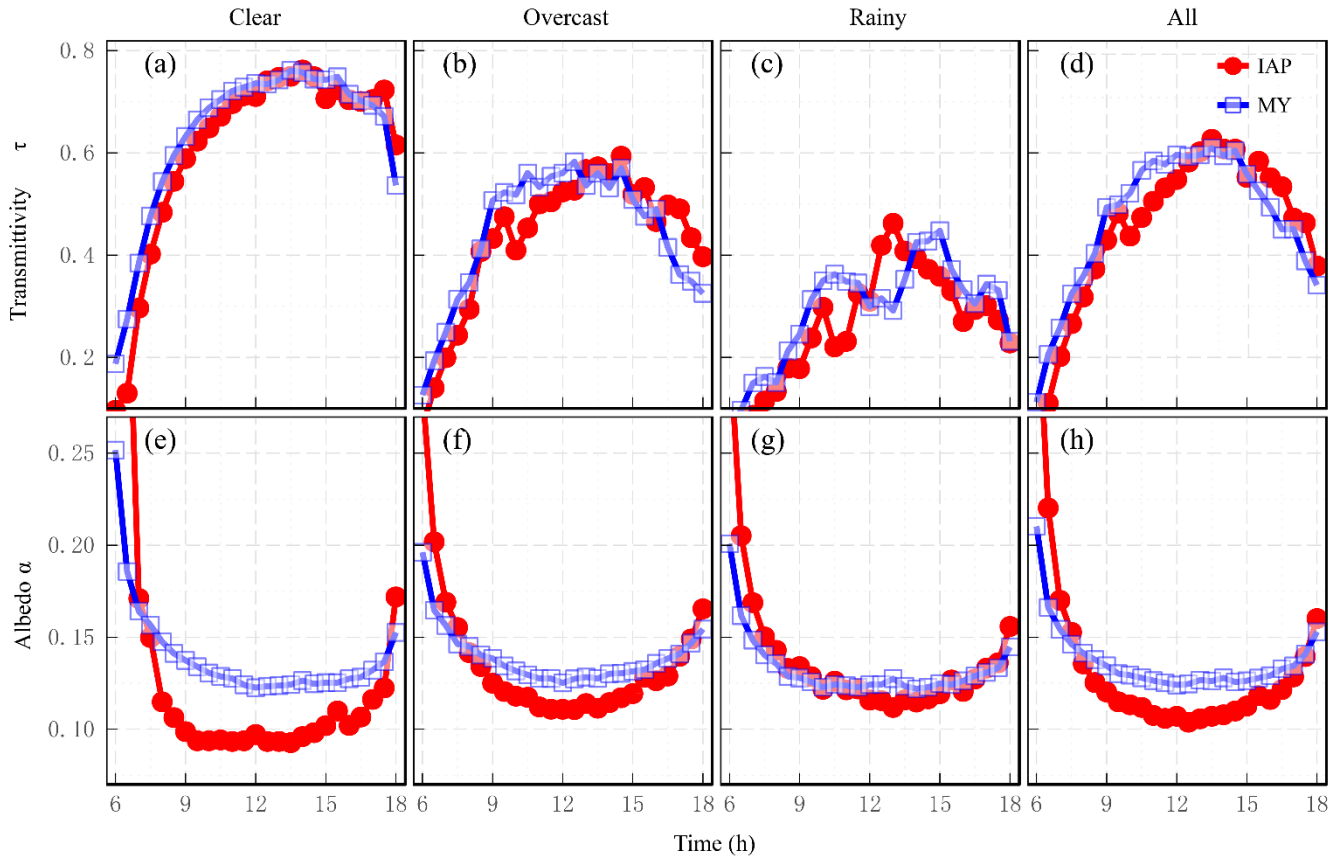 Clear Overcast Rainy All
0.8 (a) (b) (c) (d) IAP
MY
Transmittivity τ
0.6
0.4
0.2
(e) (f) (g) (h)
0.25
Albedo α
0.20
0.15
0.10
6 9 12 15 18 6 9 12 15 18 6 9 12 15 18 6 9 12 15 18
Time (h)